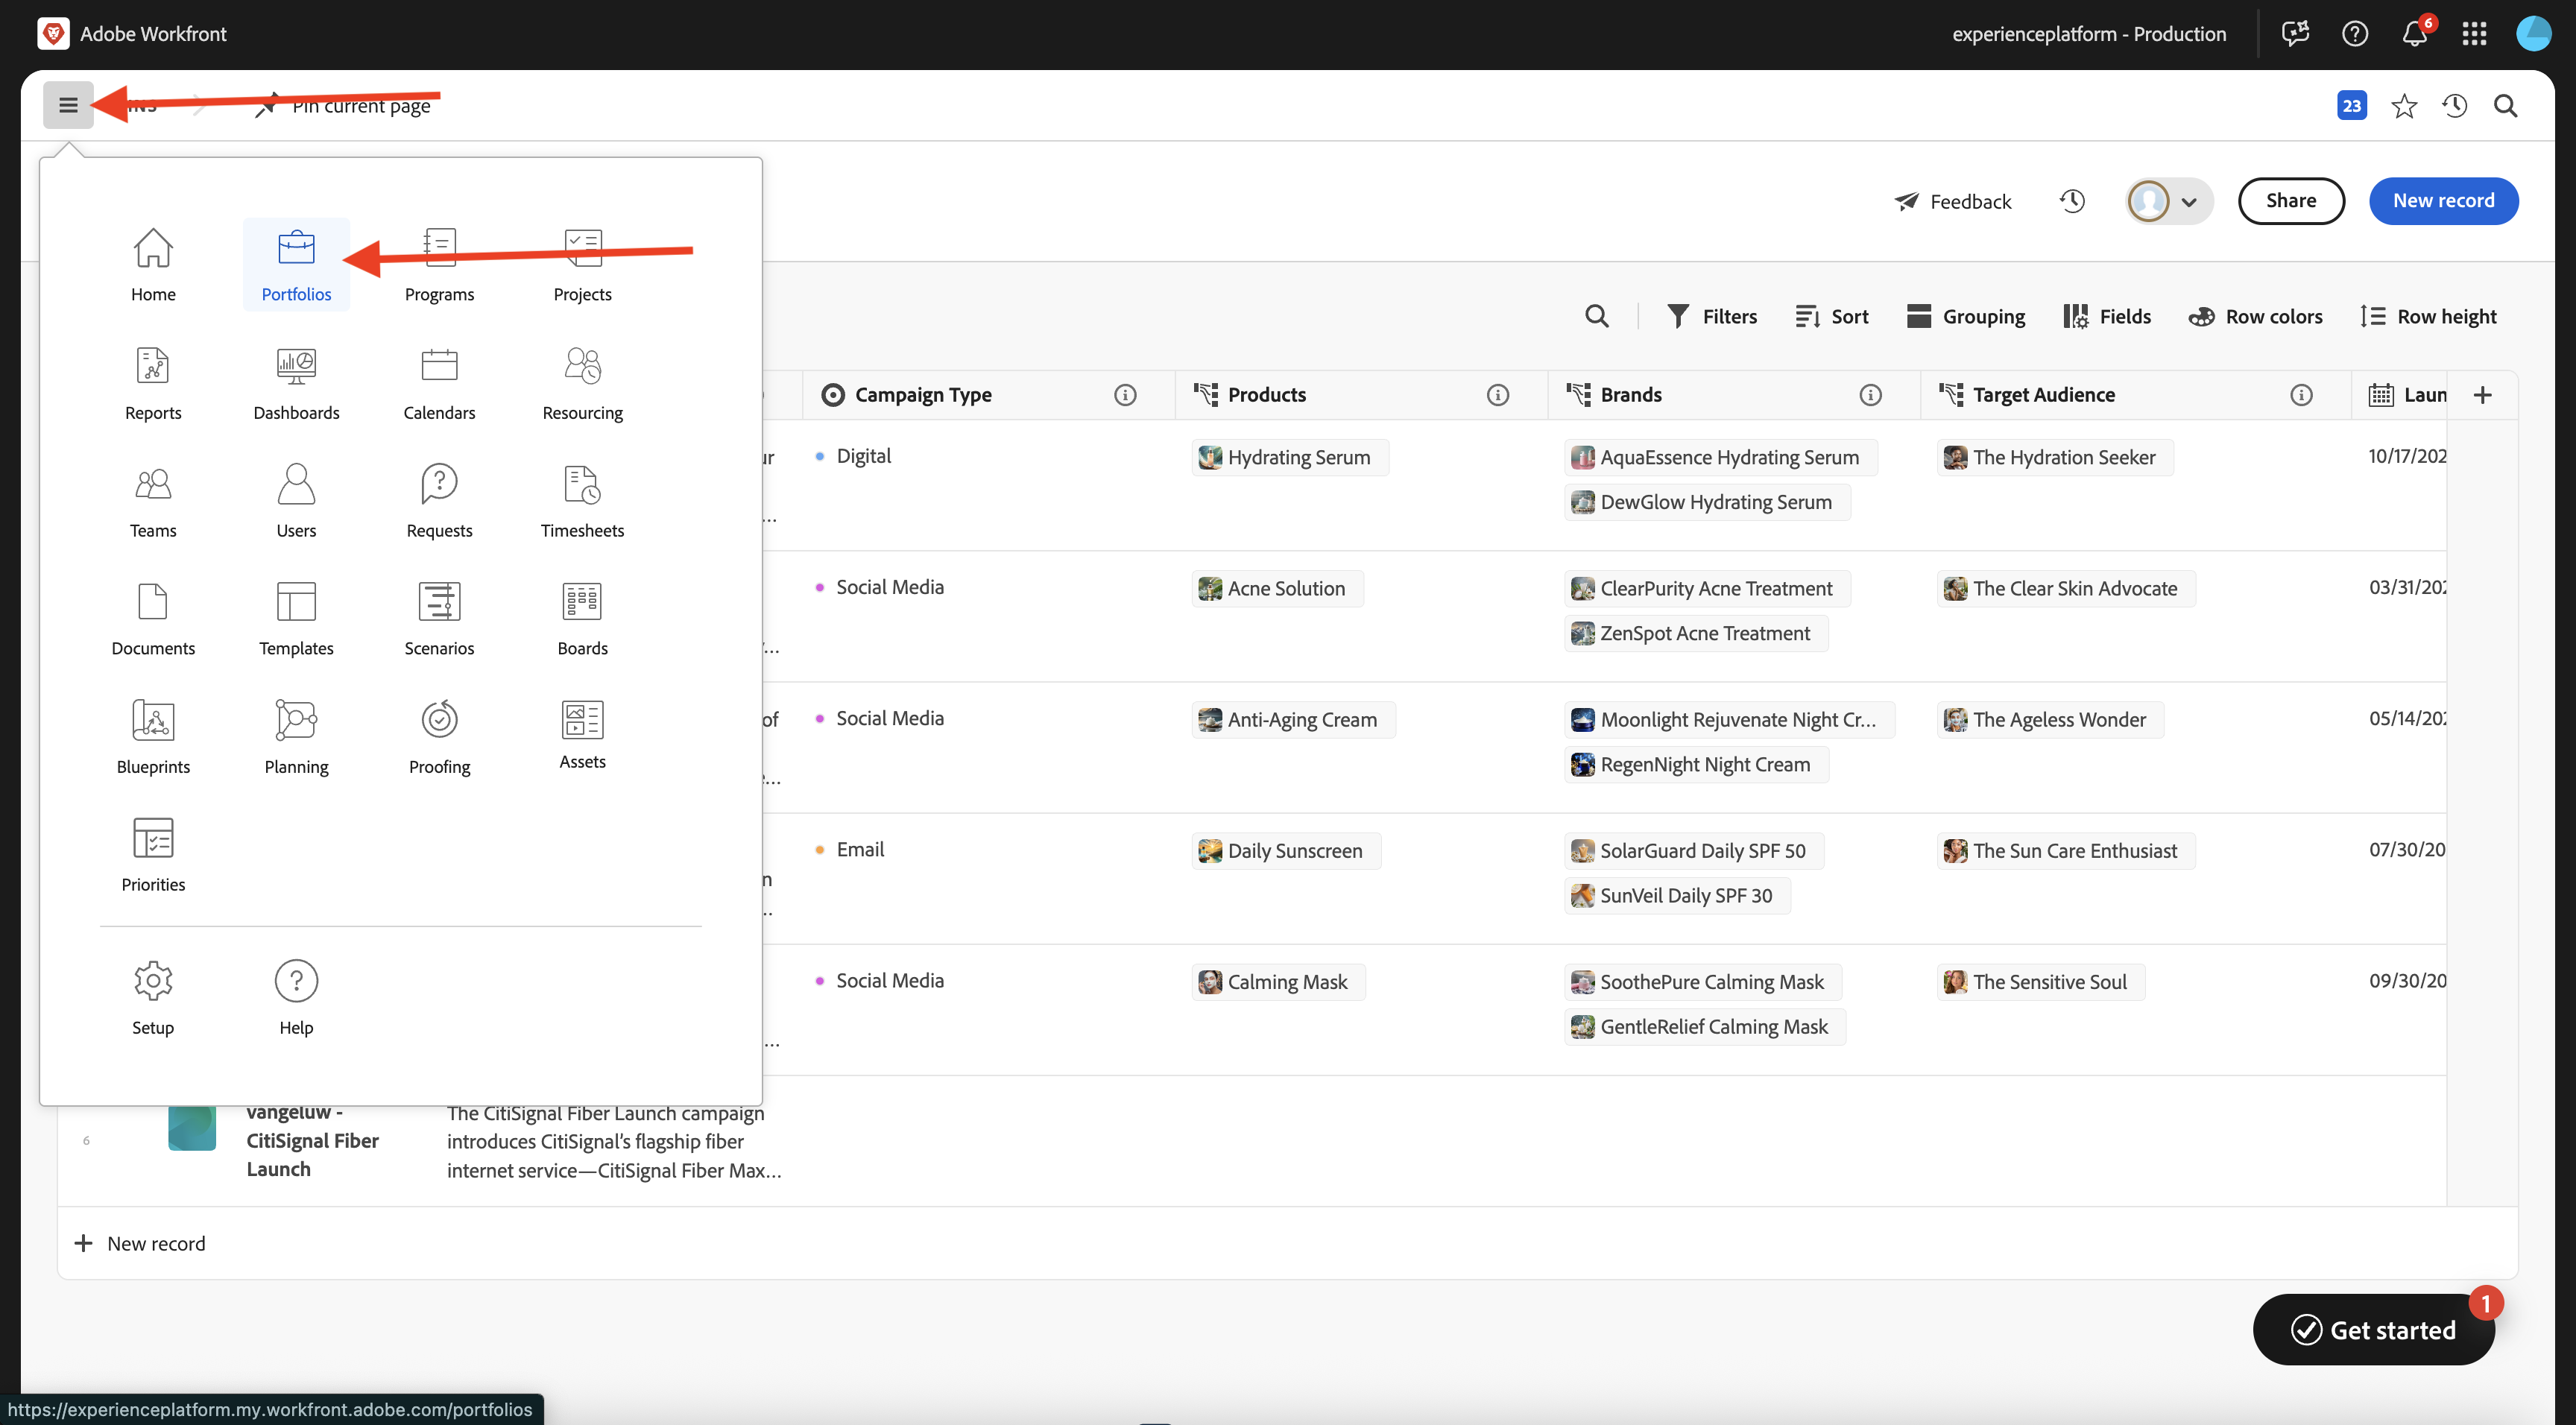 Adobe Workfront
experienceplatform - Production
6
Pin current page
23
Feedback
Share
New record
Home
Portfolios
Programs
Projects
Reports
Dashboards
Calendars
Resourcing
Teams
Users
Requests
Timesheets
Documents
Templates
Scenarios
Boards
Blueprints
Planning
Proofing
Assets
Priorities
Setup
Help
Filters
Sort
Grouping
Fields
Row colors
Row height
Campaign Type
Products
Brands
Target Audience
Laun
Digital
Hydrating Serum
AquaEssence Hydrating Serum
DewGlow Hydrating Serum
The Hydration Seeker
10/17/202
...
Social Media
Acne Solution
ClearPurity Acne Treatment
ZenSpot Acne Treatment
The Clear Skin Advocate
03/31/202
...
of
Social Media
Anti-Aging Cream
Moonlight Rejuvenate Night Cr...
RegenNight Night Cream
The Ageless Wonder
05/14/202
e...
Email
Daily Sunscreen
SolarGuard Daily SPF 50
SunVeil Daily SPF 30
The Sun Care Enthusiast
07/30/20
n
..
Social Media
Calming Mask
SoothePure Calming Mask
GentleRelief Calming Mask
The Sensitive Soul
09/30/20
...
6
vangeluw -
CitiSignal Fiber
Launch
The CitiSignal Fiber Launch campaign
introduces CitiSignal's flagship fiber
internet service—CitiSignal Fiber Max...
New record
1
Get started
https://experienceplatform.my.workfront.adobe.com/portfolios